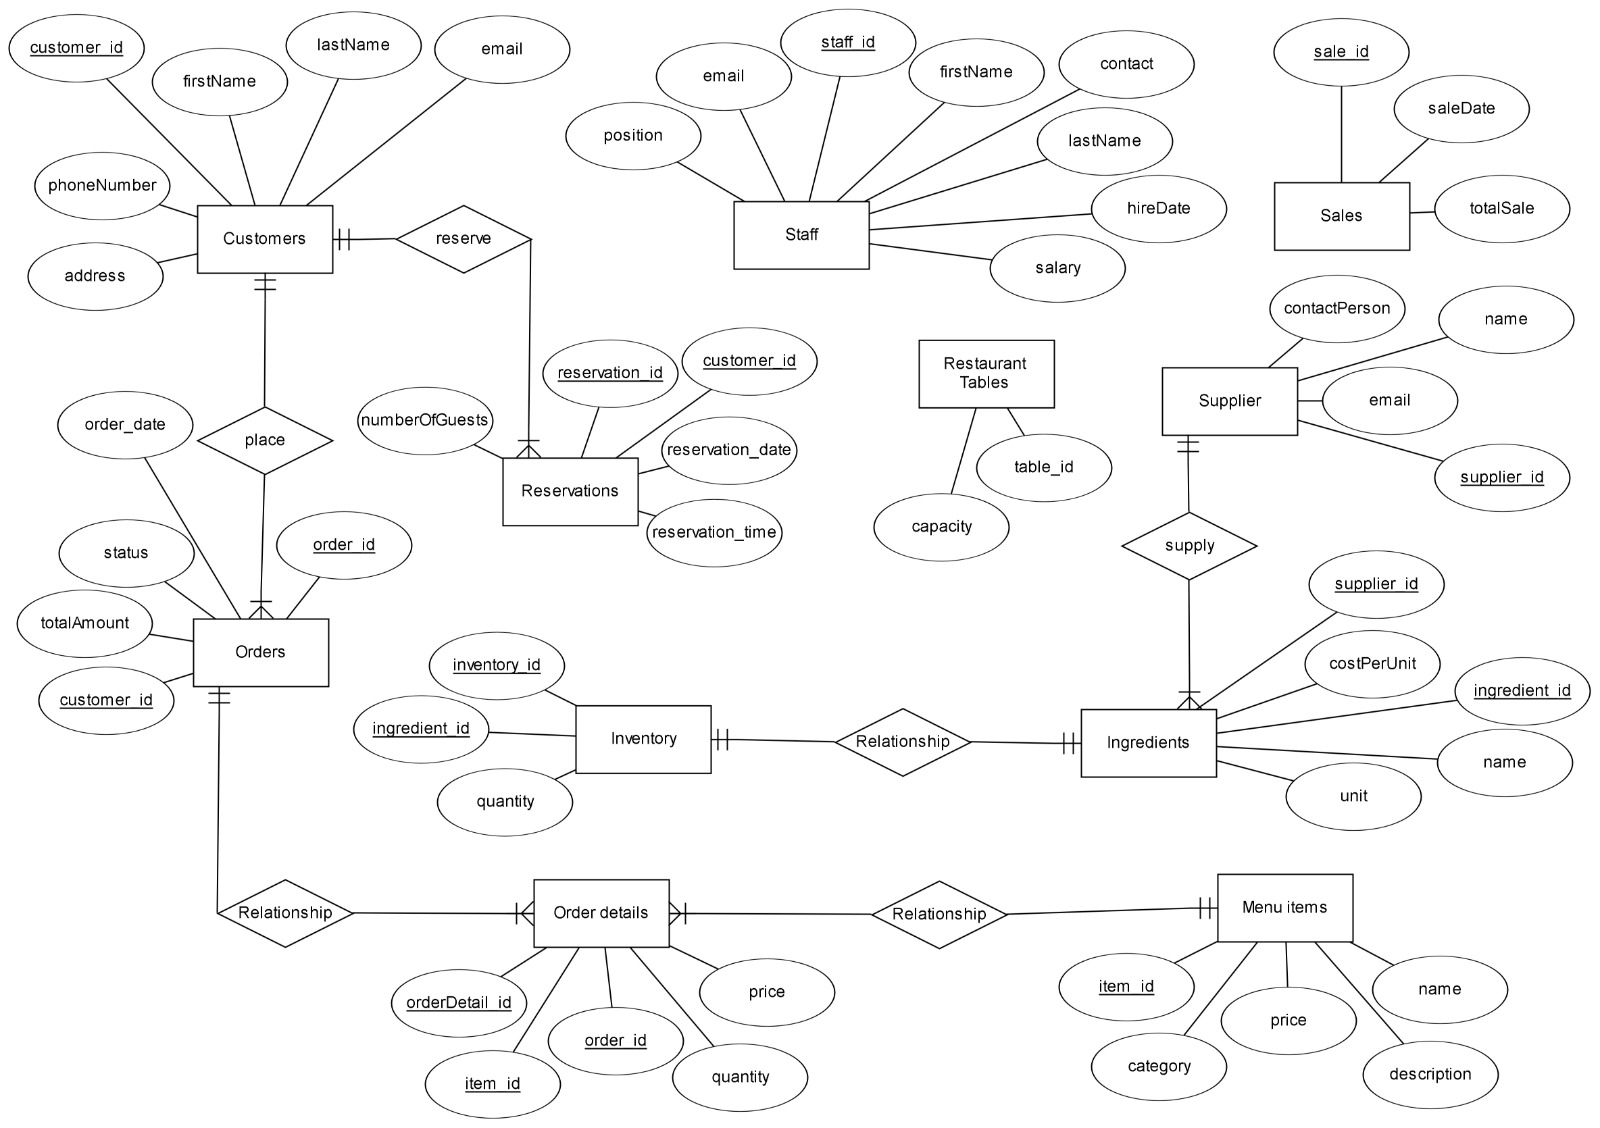 customer_id
firstName
lastName
email
phoneNumber
address
Customers
reserve
place
position
email
staff_id
firstName
contact
lastName
hireDate
salary
Staff
sale_id
saleDate
totalSale
Sales
contactPerson
name
email
supplier_id
Supplier
Restaurant
Tables
table_id
capacity
numberOfGuests
reservation_id
customer_id
reservation_date
reservation_time
Reservations
order_date
status
totalAmount
customer_id
order_id
Orders
supply
supplier_id
costPerUnit
ingredient_id
name
unit
Ingredients
inventory_id
ingredient_id
quantity
Inventory
Relationship
Relationship
Order details
Relationship
Menu items
orderDetail_id
item_id
order_id
quantity
price
item_id
category
price
description
name